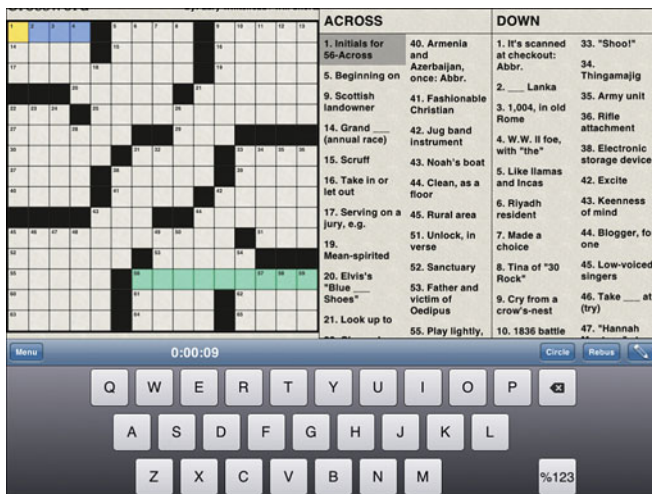 ACROSS
1. Initials for
56-Across
5. Beginning on
9. Scottish
landowner
14. Grand ___
(annual race)
15. Scruff
16. Take in or
let out
17. Serving on a
jury, e.g.
19.
Mean-spirited
20. Elvis's
"Blue ___
Shoes"
21. Look up to
40. Armenia
and
Azerbaijan,
once: Abbr.
41. Fashionable
Christian
42. Jug band
instrument
43. Noah's boat
44. Clean, as a
floor
45. Rural area
51. Unlock, in
verse
52. Sanctuary
53. Father and
victim of
Oedipus
55. Play lightly,
DOWN
1. It's scanned
at checkout:
Abbr.
2. ___ Lanka
3. 1,004, in old
Rome
4. W.W. II foe,
with "the"
5. Like llamas
and Incas
6. Riyadh
resident
7. Made a
choice
8. Tina of "30
Rock"
9. Cry from a
crow's-nest
10. 1836 battle
33. "Shoo!"
34.
Thingamajig
35. Army unit
36. Rifle
attachment
38. Electronic
storage device
42. Excite
43. Keenness
of mind
44. Blogger, fo
one
45. Low-voiced
singers
46. Take ___ at
(try)
47. "Hannah
Menu
0:00:09
Circle
Rebus
Q W E R T Y U I O P
A S D F G H J K L
Z X C V B N M
%123